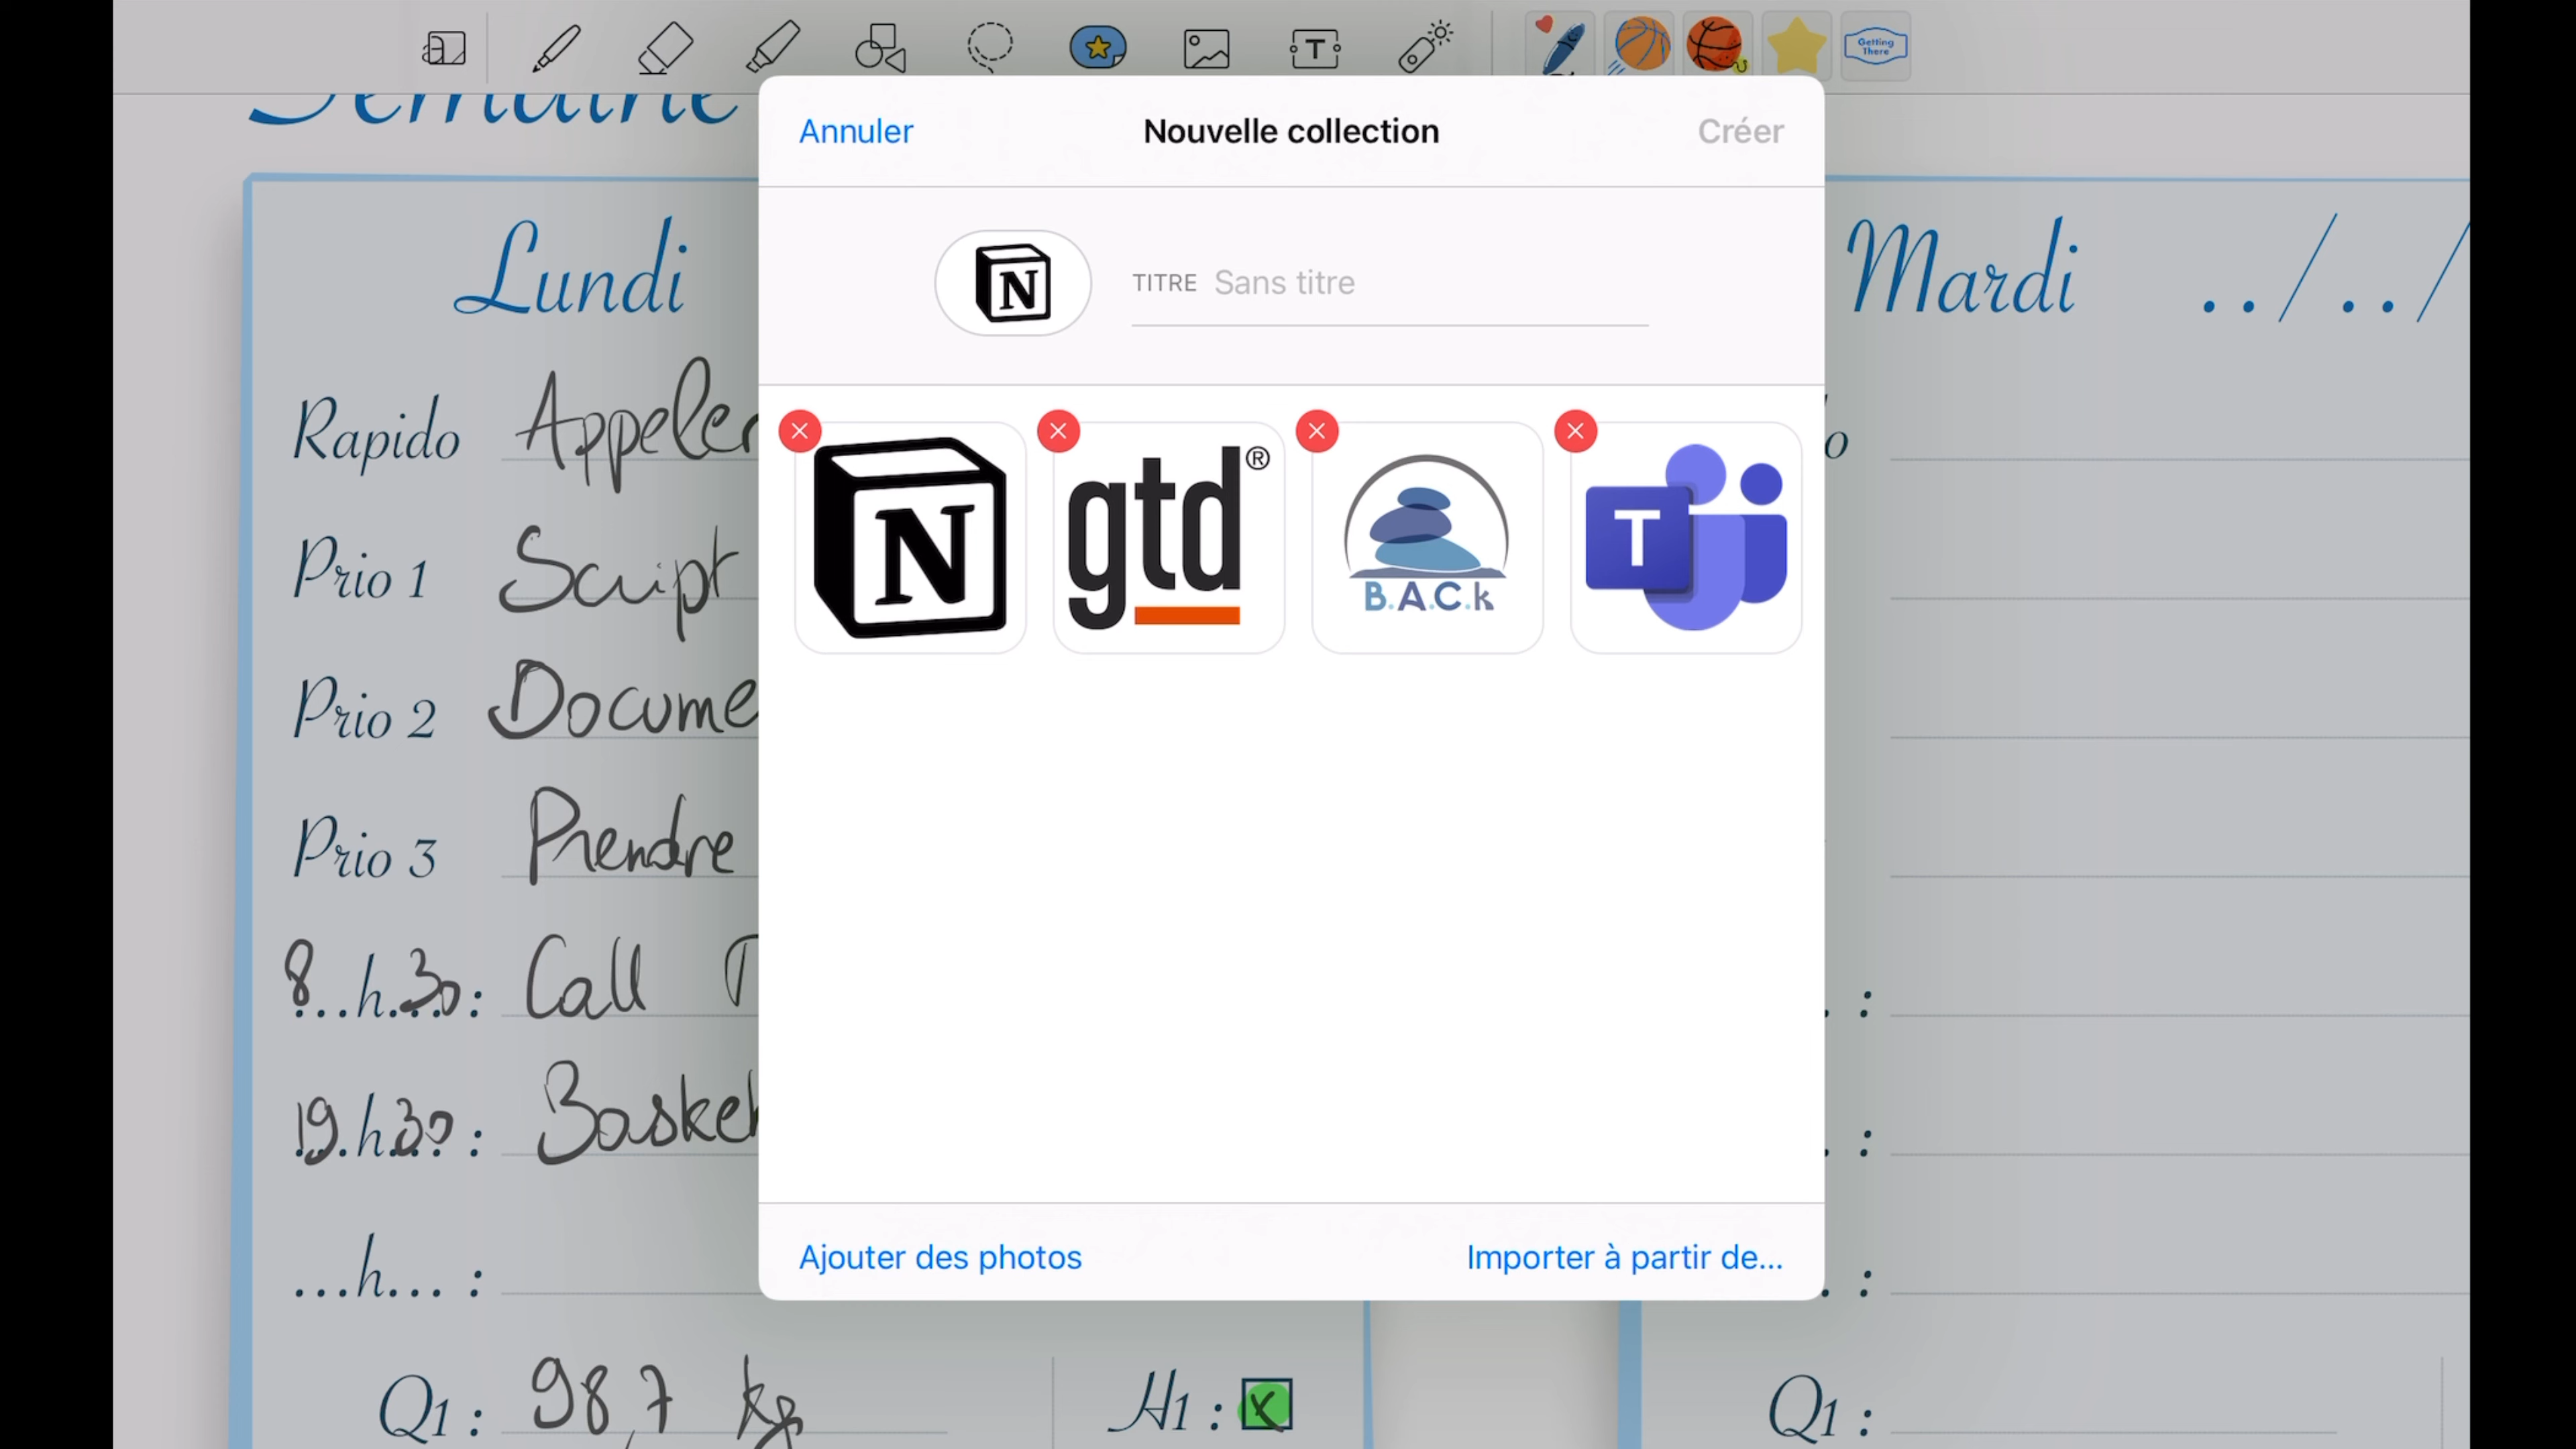 Getting There
Semaine
Annuler
Nouvelle collection
Créer
TITRE Sans titre
N
N
gtd®
B.A.C.k
T
Ajouter des photos
Importer à partir de...
Lundi
Rapido Appeler
Prio 1 Script
Prio 2 Docume
Prio 3 Prendre
8...h.30: Call
19.h30: Basket
...h... :
Q1 : 98,7 kg
H1 : x
Mardi ../../
o
:
:
:
Q1 :